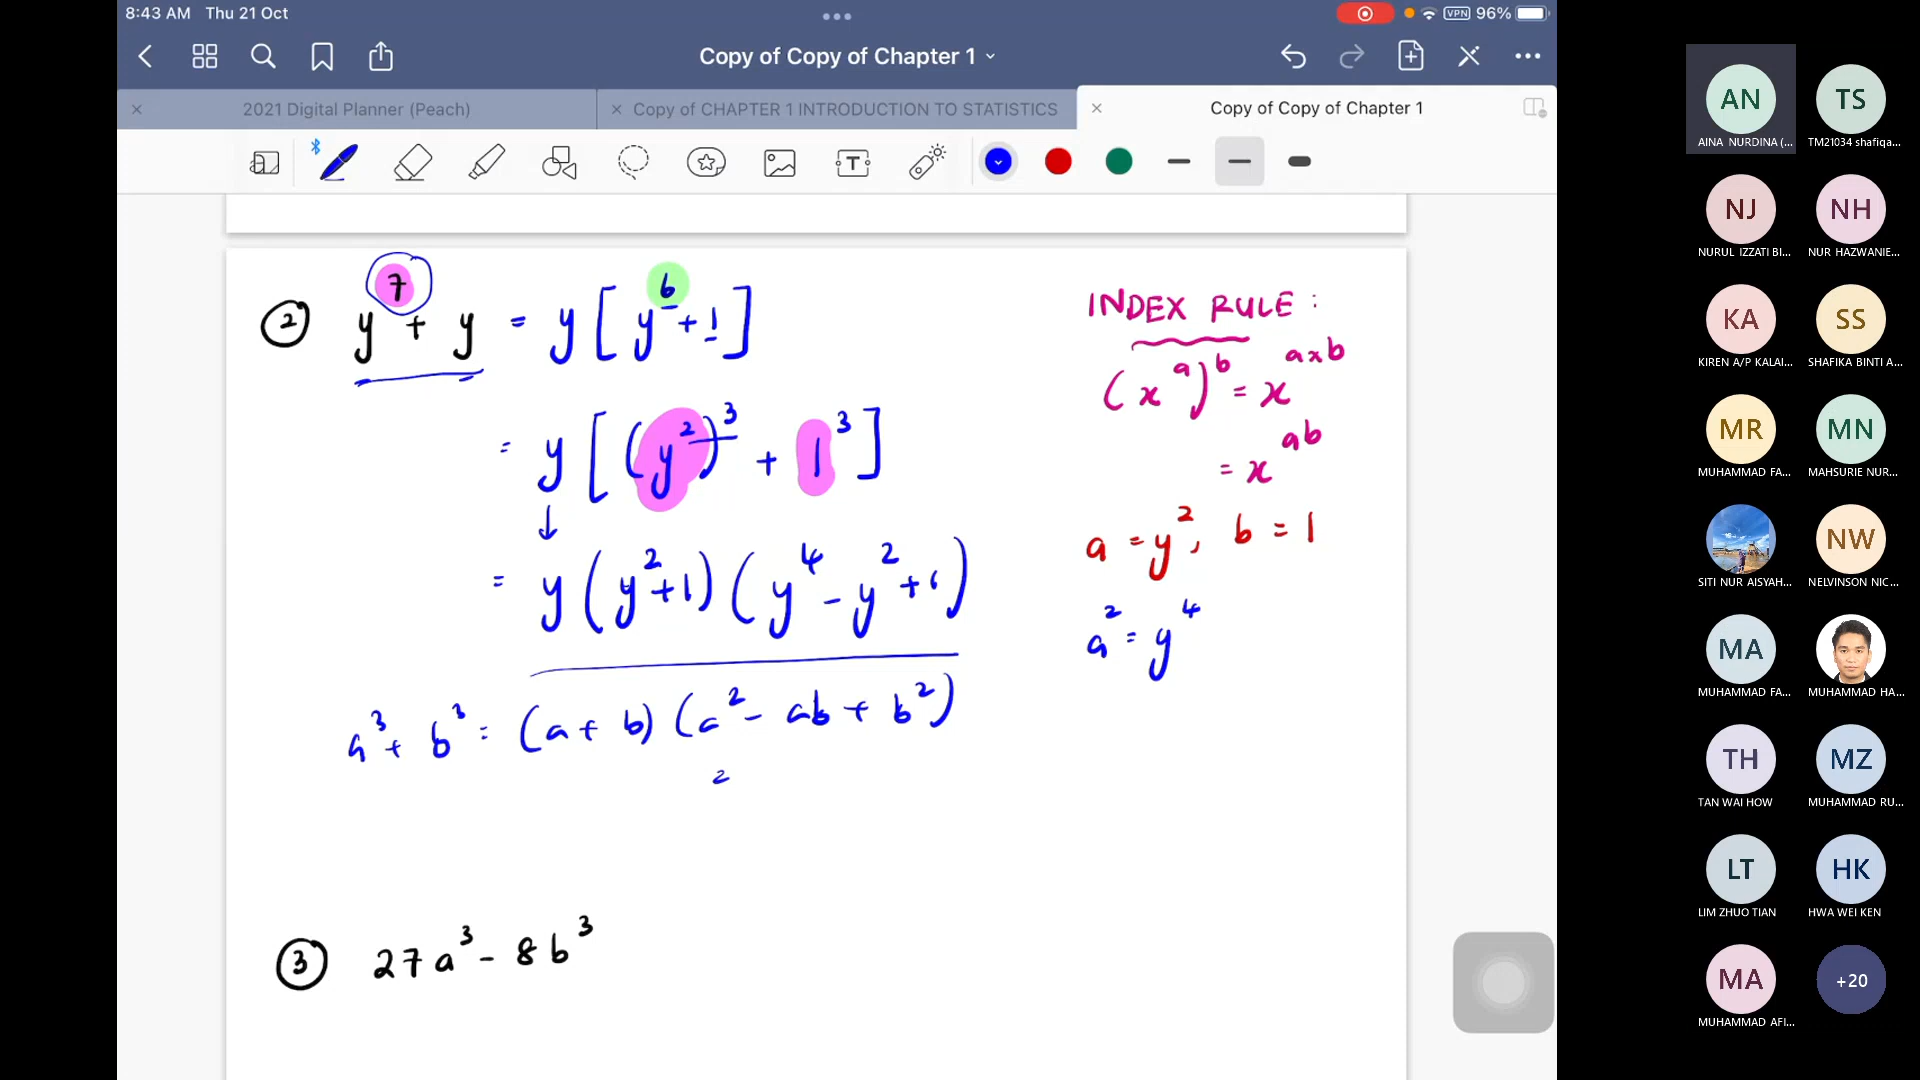 8:43 AM Thu 21 Oct
VPN 96%
Copy of Copy of Chapter 1
2021 Digital Planner (Peach)
Copy of CHAPTER 1 INTRODUCTION TO STATISTICS
Copy of Copy of Chapter 1
② y⁷ + y = y[y⁶ + 1]
= y[(y²)³ + 1³]
= y(y² + 1)(y⁴ - y² + 1)
a³ + b³ = (a + b)(a² - ab + b²)
2
③ 27a³ - 8b³
INDEX RULE :
(xᵃ)ᵇ = x^(a×b)
= x^(ab)
a = y², b = 1
a² = y⁴
AN
AINA NURDINA (...
TS
TM21034 shafiqa...
NJ
NURUL IZZATI BI...
NH
NUR HAZWANIE...
KA
KIREN A/P KALAI...
SS
SHAFIKA BINTI A...
MR
MUHAMMAD FA...
MN
MAHSURIE NUR...
SITI NUR AISYAH...
NW
NELVINSON NIC...
MA
MUHAMMAD FA...
MUHAMMAD HA...
TH
TAN WAI HOW
MZ
MUHAMMAD RU...
LT
LIM ZHUO TIAN
HK
HWA WEI KEN
MA
MUHAMMAD AFI...
+20